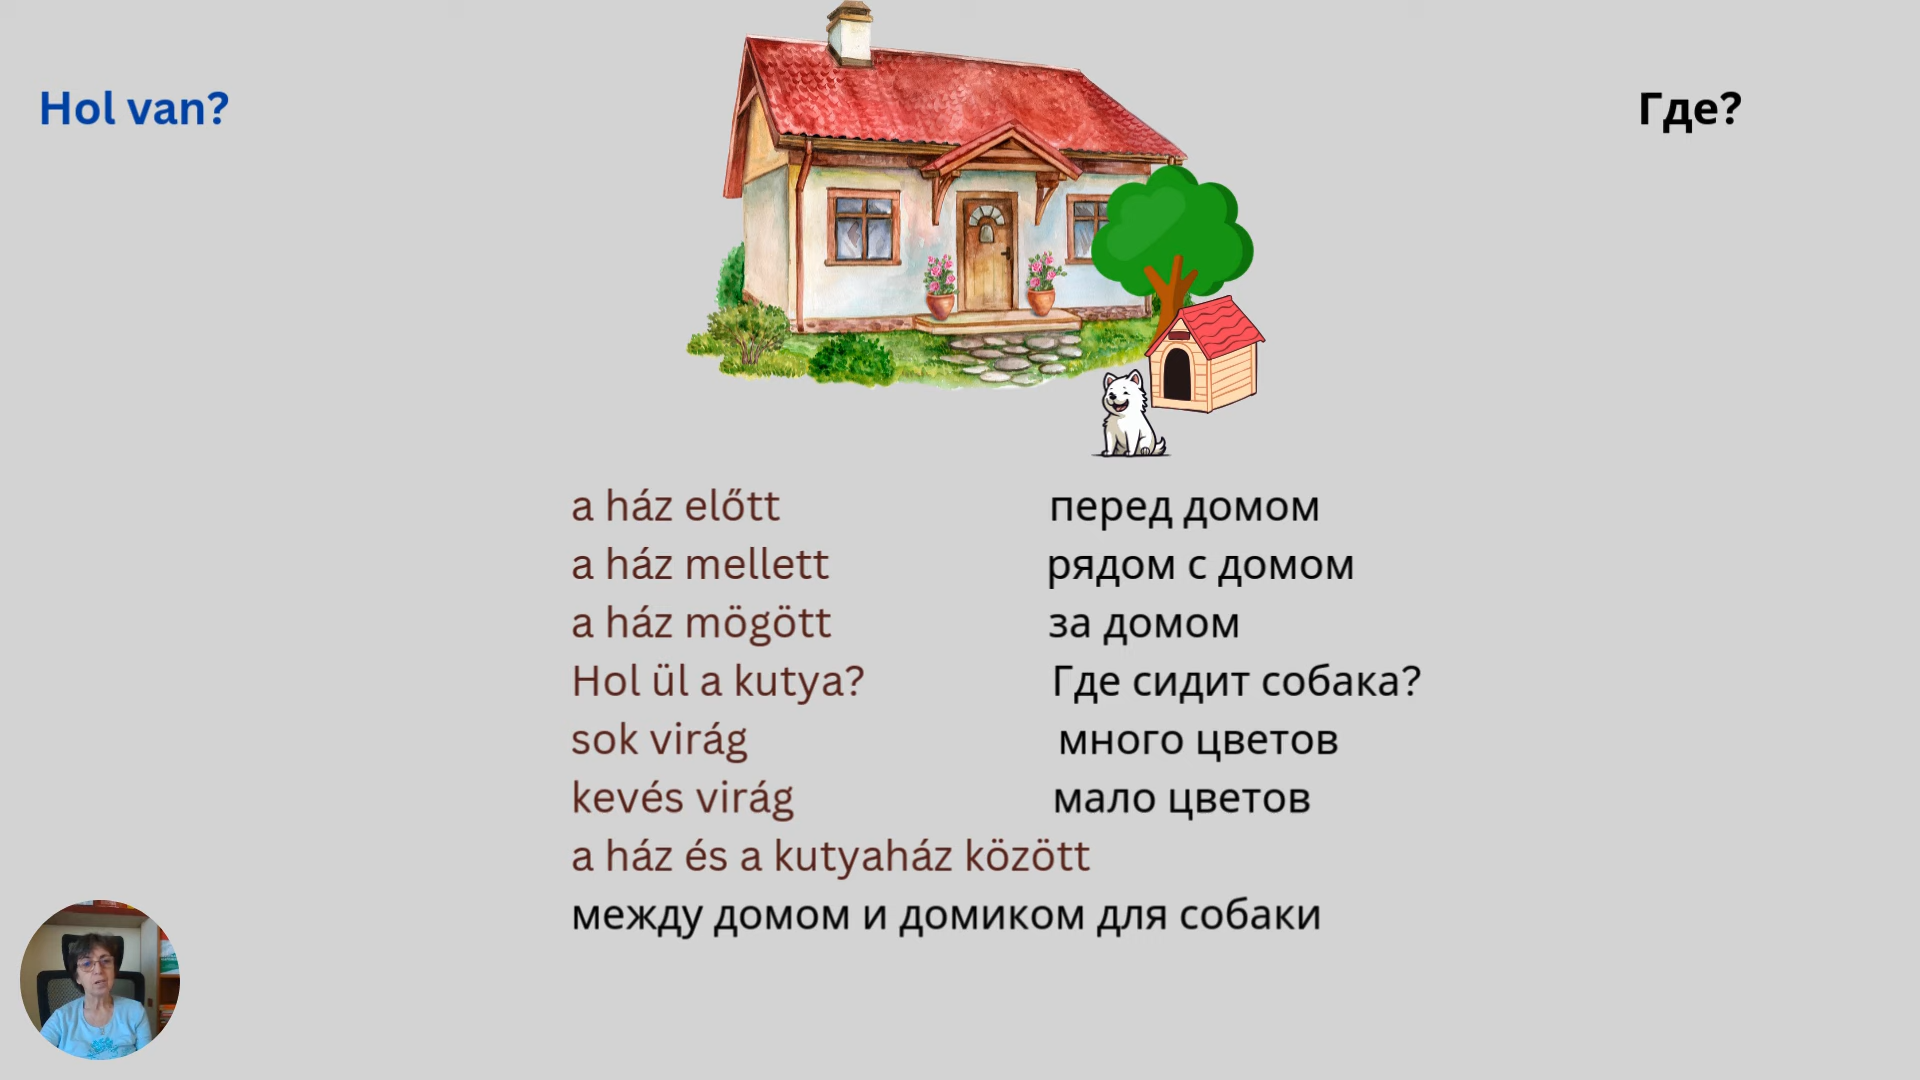 Hol van?
Где?
a ház előtt перед домом
a ház mellett рядом с домом
a ház mögött за домом
Hol ül a kutya? Где сидит собака?
sok virág много цветов
kevés virág мало цветов
a ház és a kutyaház között
между домом и домиком для собаки